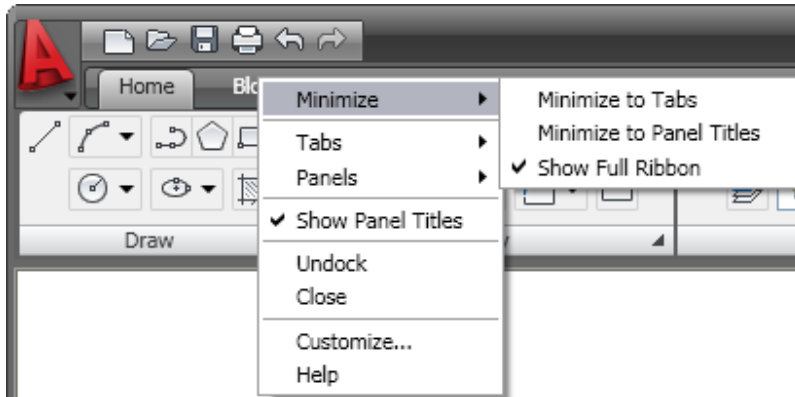 Home
Blo
Minimize
Tabs
Panels
Show Panel Titles
Undock
Close
Customize...
Help
Minimize to Tabs
Minimize to Panel Titles
Show Full Ribbon
Draw